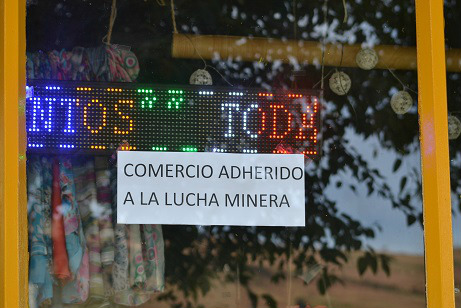 NTOS TODA
COMERCIO ADHERIDO
A LA LUCHA MINERA